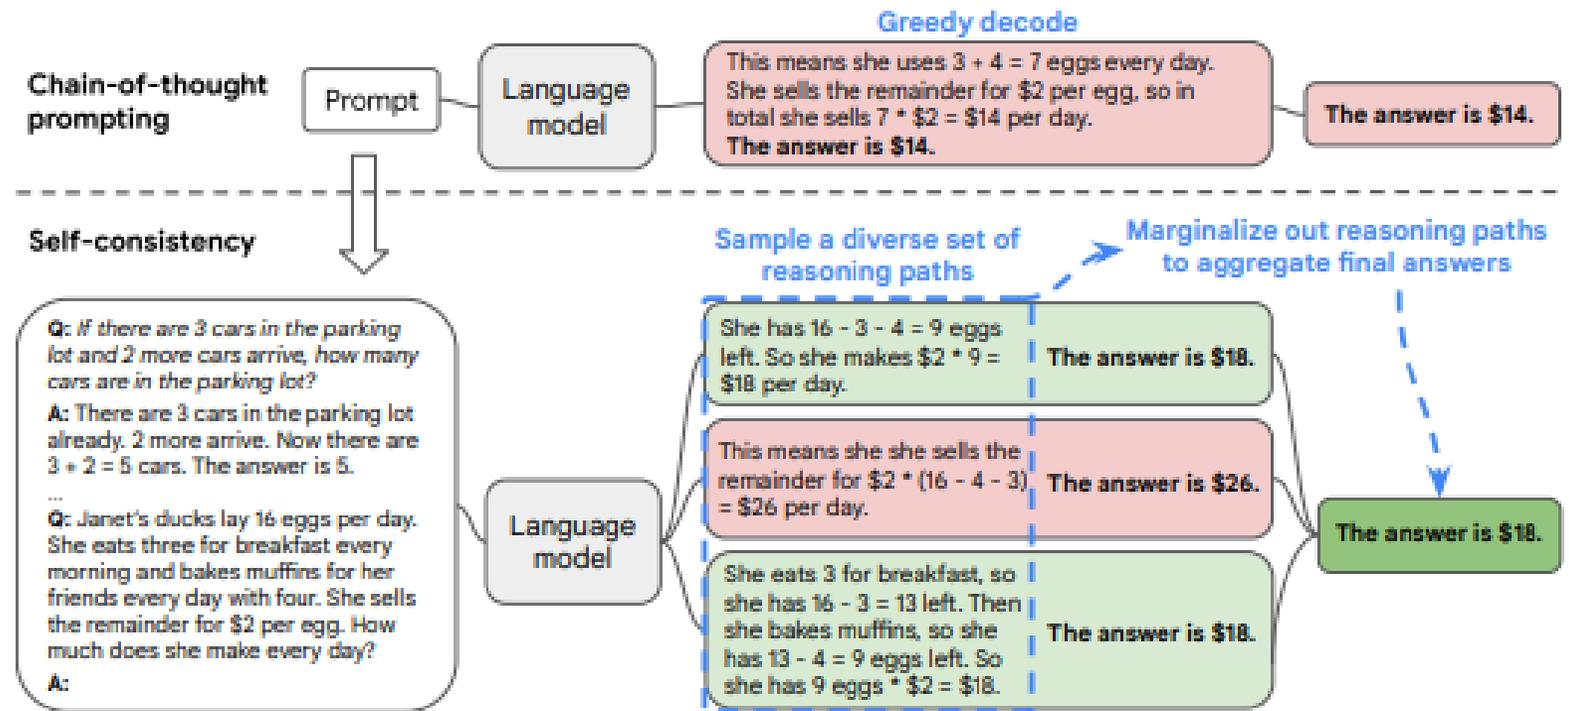 Greedy decode
Chain-of-thought
prompting
Prompt
Language
model
This means she uses 3 + 4 = 7 eggs every day.
She sells the remainder for $2 per egg, so in
total she sells 7 * $2 = $14 per day.
The answer is $14.
The answer is $14.
Self-consistency
Sample a diverse set of
reasoning paths
Marginalize out reasoning paths
to aggregate final answers
Q: If there are 3 cars in the parking
lot and 2 more cars arrive, how many
cars are in the parking lot?
A: There are 3 cars in the parking lot
already. 2 more arrive. Now there are
3 + 2 = 5 cars. The answer is 5.
...
Q: Janet's ducks lay 16 eggs per day.
She eats three for breakfast every
morning and bakes muffins for her
friends every day with four. She sells
the remainder for $2 per egg. How
much does she make every day?
A:
Language
model
She has 16 - 3 - 4 = 9 eggs
left. So she makes $2 * 9 =
$18 per day.
The answer is $18.
This means she she sells the
remainder for $2 * (16 - 4 - 3)
= $26 per day.
The answer is $26.
She eats 3 for breakfast, so
she has 16 - 3 = 13 left. Then
she bakes muffins, so she
has 13 - 4 = 9 eggs left. So
she has 9 eggs * $2 = $18.
The answer is $18.
The answer is $18.